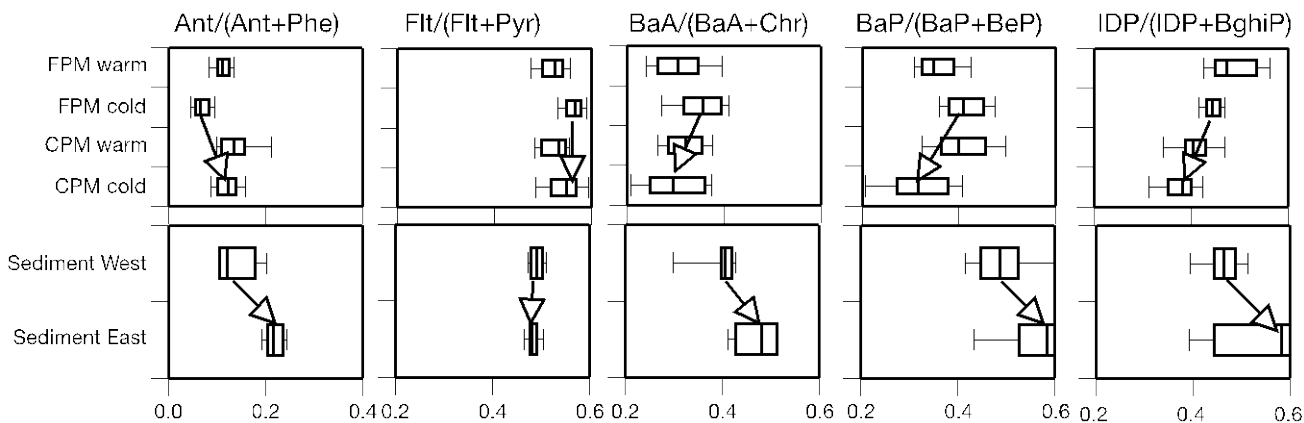 Ant/(Ant+Phe) Flt/(Flt+Pyr) BaA/(BaA+Chr) BaP/(BaP+BeP) IDP/(IDP+BghiP)
FPM warm
FPM cold
CPM warm
CPM cold
Sediment West
Sediment East
0.0 0.2 0.4 0.2 0.4 0.6 0.2 0.4 0.6 0.2 0.4 0.6 0.2 0.4 0.6